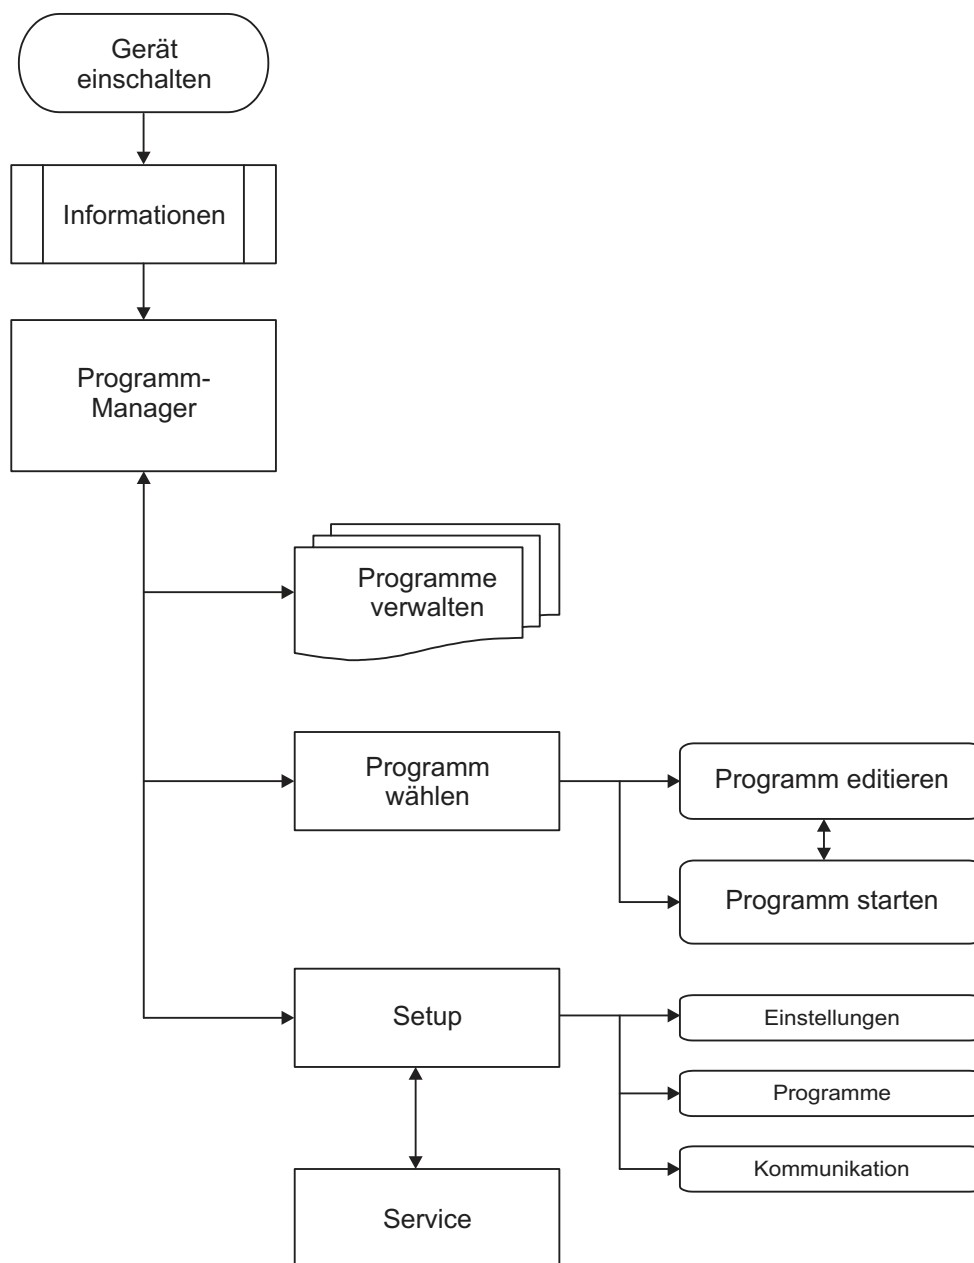 Gerät
einschalten
Informationen
Programm-
Manager
Programme
verwalten
Programm
wählen
Programm editieren
Programm starten
Setup
Einstellungen
Programme
Kommunikation
Service